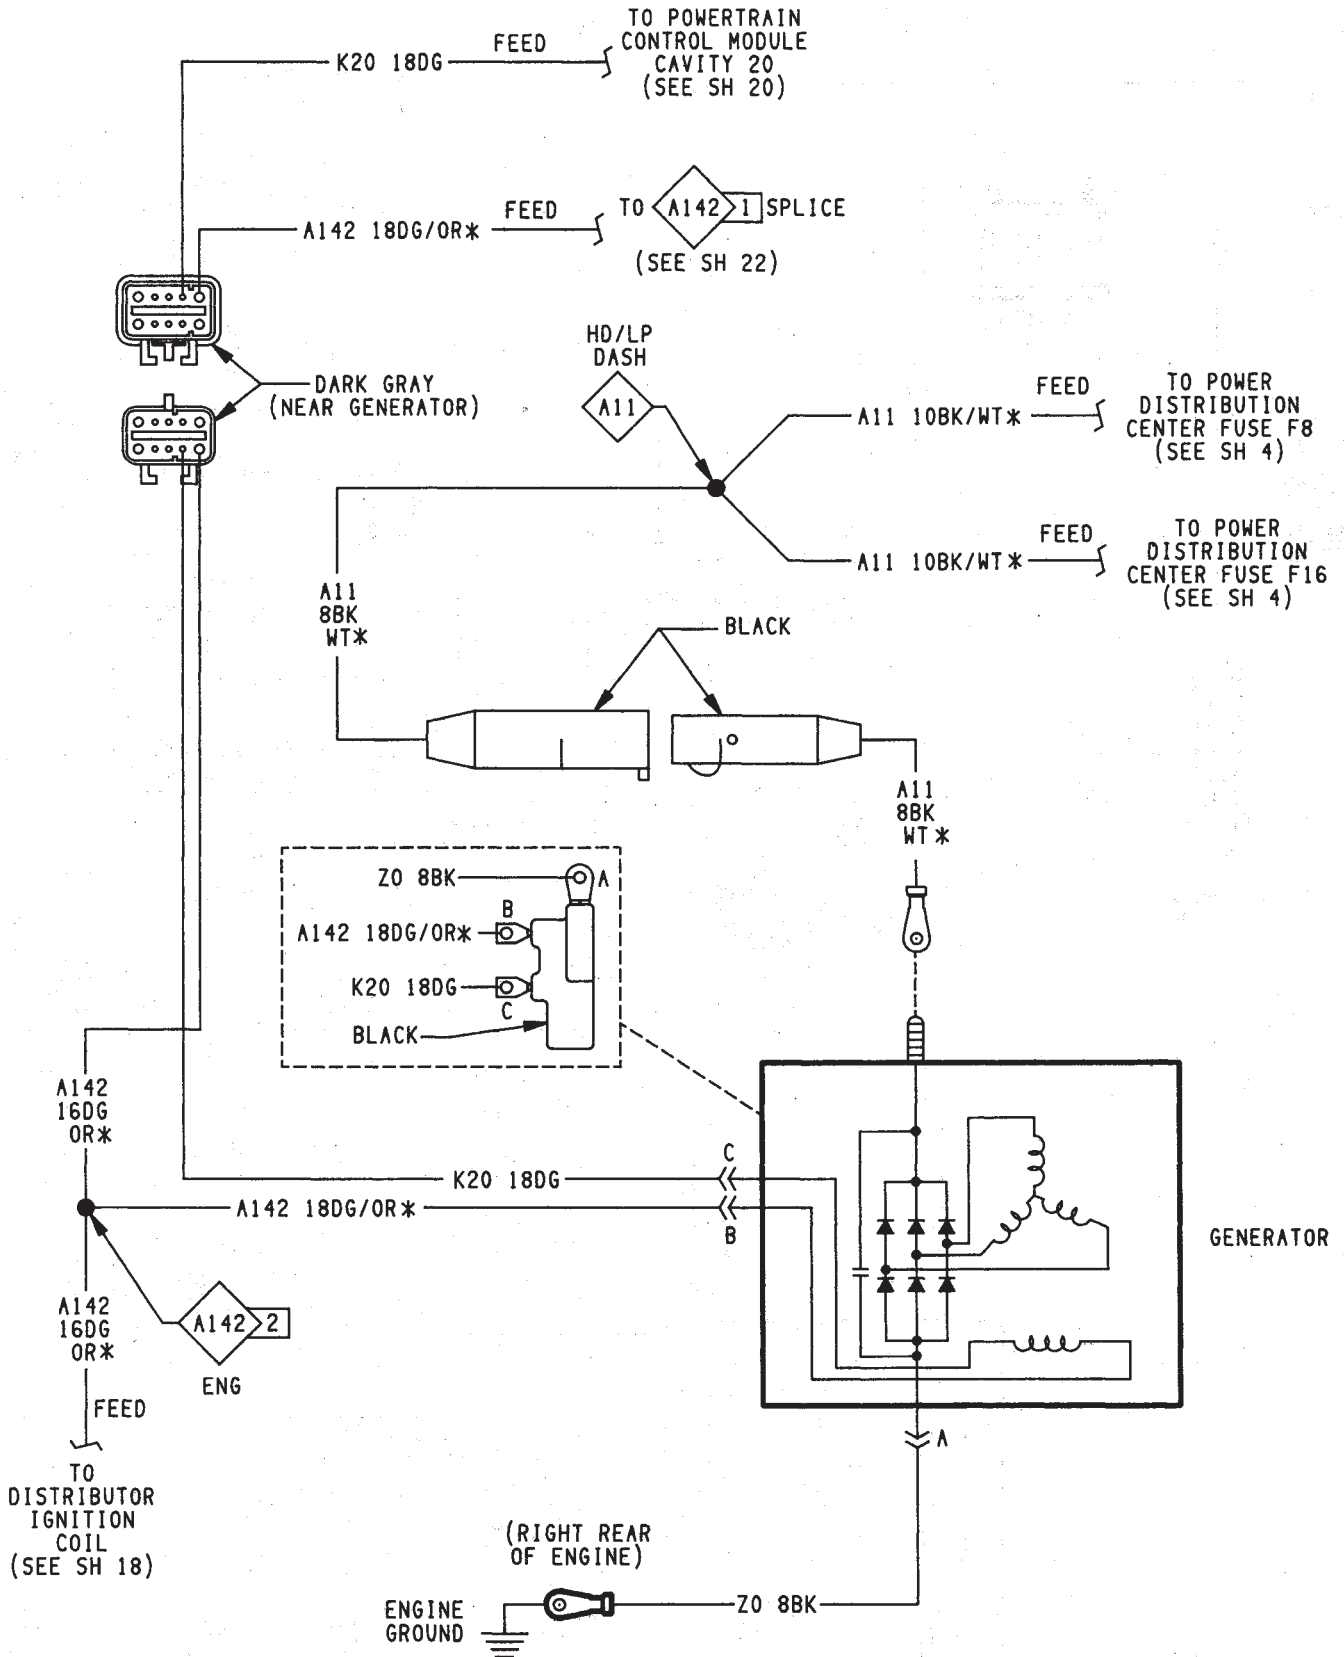 TO POWERTRAIN
CONTROL MODULE
CAVITY 20
(SEE SH 20)
K20 18DG
FEED
A142 18DG/OR*
FEED
TO
A142
1
SPLICE
(SEE SH 22)
DARK GRAY
(NEAR GENERATOR)
HD/LP
DASH
A11
A11 10BK/WT*
FEED
TO POWER
DISTRIBUTION
CENTER FUSE F8
(SEE SH 4)
A11 10BK/WT*
FEED
TO POWER
DISTRIBUTION
CENTER FUSE F16
(SEE SH 4)
A11
8BK
WT*
BLACK
A11
8BK
WT*
Z0 8BK
A
B
A142 18DG/OR*
K20 18DG
C
BLACK
A142
16DG
OR*
K20 18DG
C
A142 18DG/OR*
B
GENERATOR
A142
16DG
OR*
A142
2
ENG
FEED
TO
DISTRIBUTOR
IGNITION
COIL
(SEE SH 18)
A
(RIGHT REAR
OF ENGINE)
ENGINE
GROUND
Z0 8BK